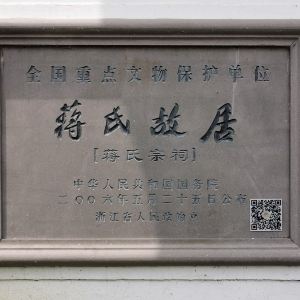 全国重点文物保护单位
蒋氏故居
[蒋氏宗祠]
中华人民共和国国务院
二〇〇六年五月二十五日公布
浙江省人民政府立